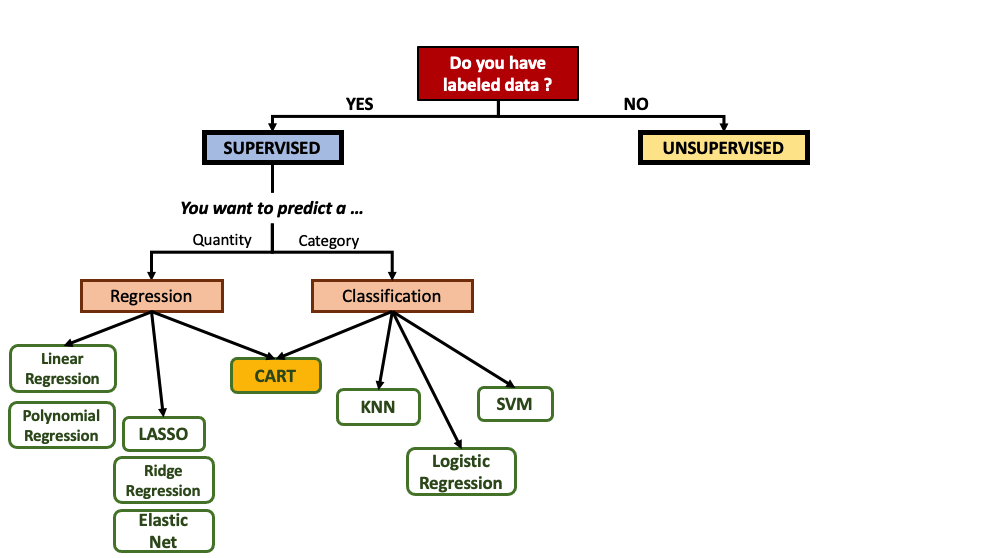 Do you have
labeled data ?
YES
NO
SUPERVISED
UNSUPERVISED
You want to predict a ...
Quantity
Category
Regression
Classification
Linear
Regression
CART
KNN
SVM
Polynomial
Regression
LASSO
Logistic
Regression
Ridge
Regression
Elastic
Net